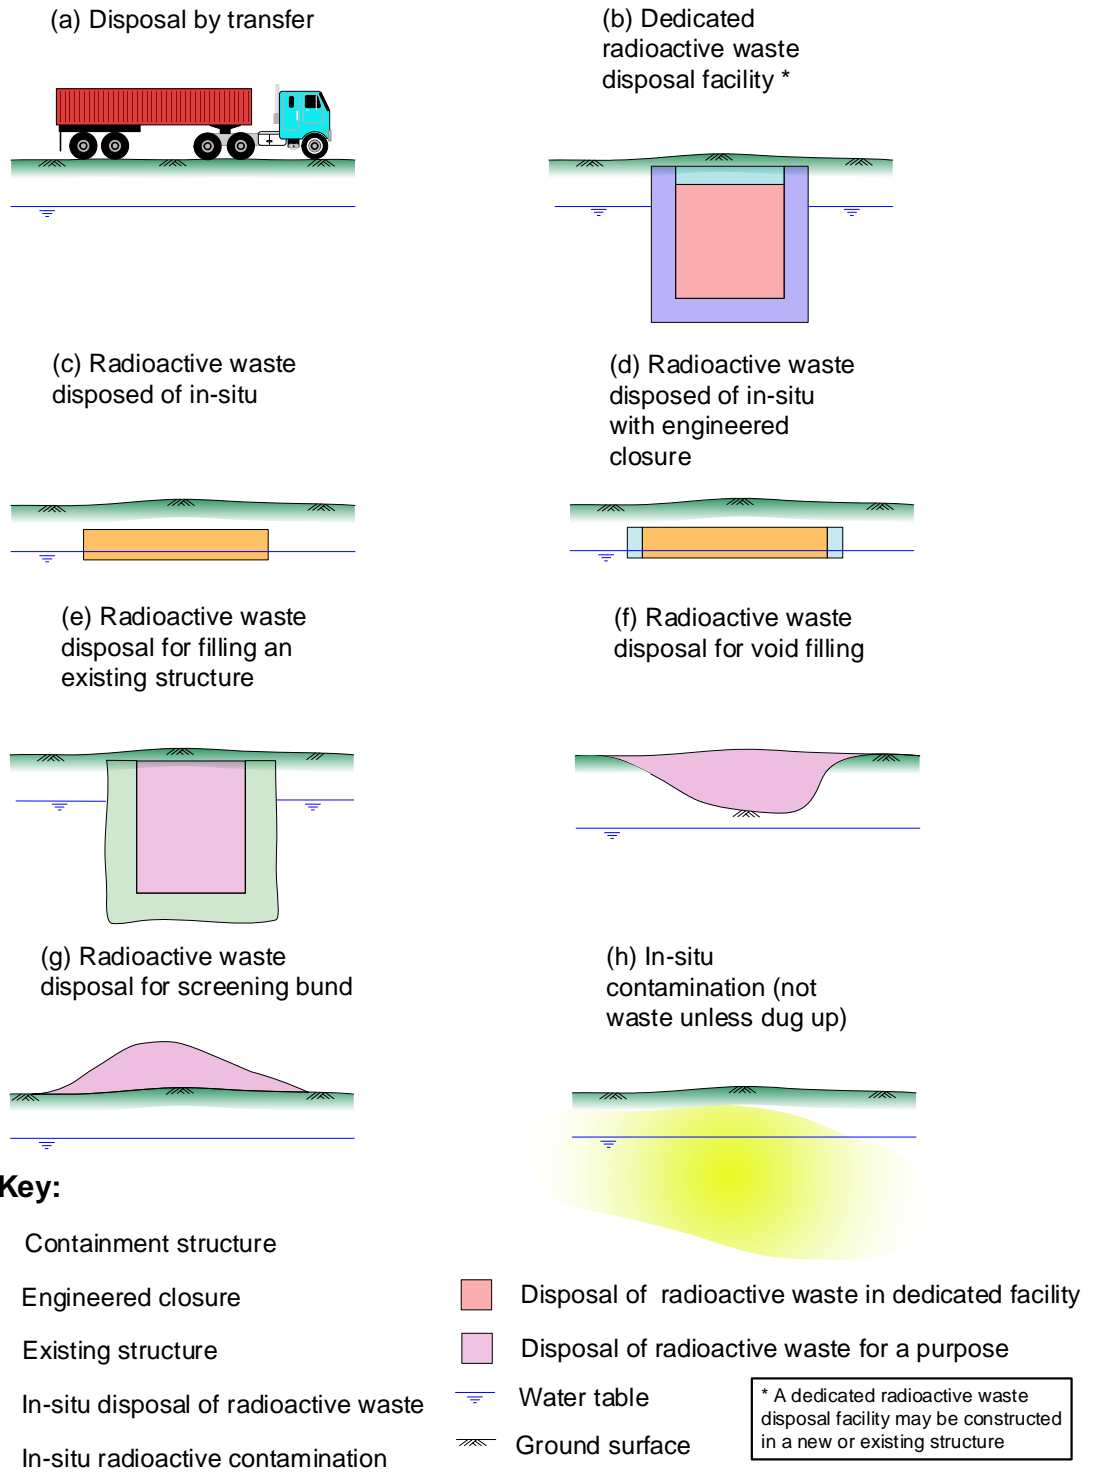 (a) Disposal by transfer
(b) Dedicated
radioactive waste
disposal facility *
(c) Radioactive waste
disposed of in-situ
(d) Radioactive waste
disposed of in-situ
with engineered
closure
(e) Radioactive waste
disposal for filling an
existing structure
(f) Radioactive waste
disposal for void filling
(g) Radioactive waste
disposal for screening bund
(h) In-situ
contamination (not
waste unless dug up)
Key:
Containment structure
Engineered closure
Existing structure
In-situ disposal of radioactive waste
In-situ radioactive contamination
Disposal of radioactive waste in dedicated facility
Disposal of radioactive waste for a purpose
Water table
Ground surface
* A dedicated radioactive waste
disposal facility may be constructed
in a new or existing structure